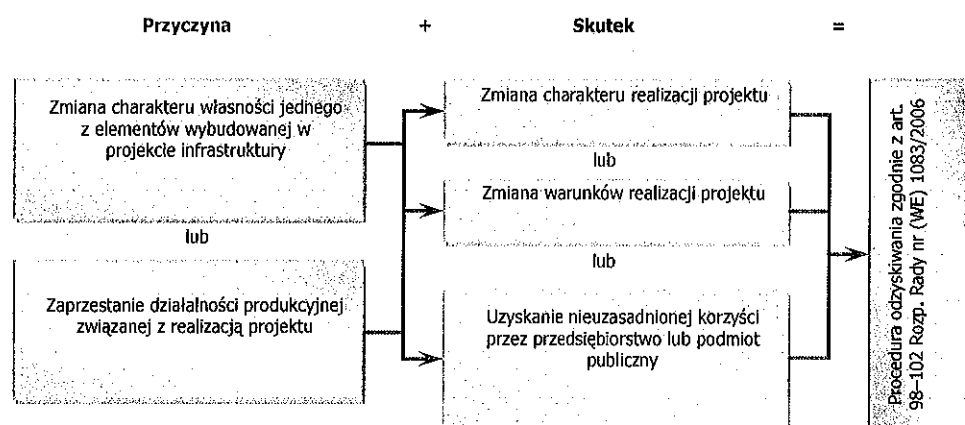 Przyczyna + Skutek =
Zmiana charakteru własności jednego
z elementów wybudowanej w
projekcie infrastruktury
lub
Zaprzestanie działalności produkcyjnej
związanej z realizacją projektu
Zmiana charakteru realizacji projektu
lub
Zmiana warunków realizacji projektu
lub
Uzyskanie nieuzasadnionej korzyści
przez przedsiębiorstwo lub podmiot
publiczny
Procedura odzyskiwania zgodnie z art.
98–102 Rozp. Rady nr (WE) 1083/2006